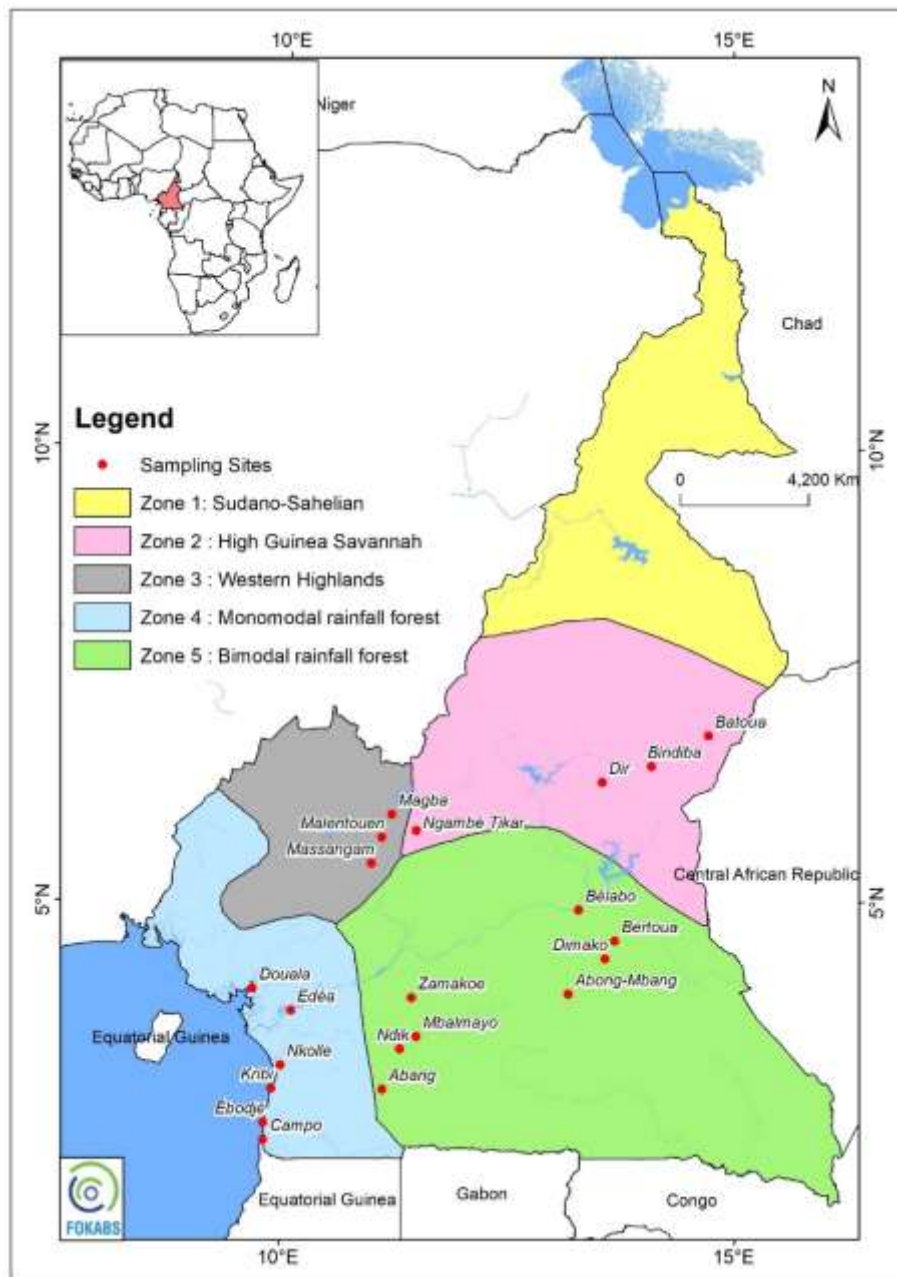 10°E
15°E
Niger
N
Chad
Legend
10°N
10°N
Sampling Sites
0
4,200 Km
Zone 1: Sudano-Sahelian
Zone 2 : High Guinea Savannah
Zone 3 : Western Highlands
Zone 4 : Monomodal rainfall forest
Zone 5 : Bimodal rainfall forest
Batoua
Bindiba
Dir
Magba
Malentouen
Ngambé Tikar
Massangam
Central African Republic
5°N
5°N
Bélabo
Bertoua
Dimako
Douala
Zamakoe
Abong-Mbang
Edéa
Equatorial Guinea
Ndik
Mbalmayo
Nkolle
Kribi
Abang
Ébodjé
Campo
Equatorial Guinea
Gabon
Congo
FOKABS
10°E
15°E